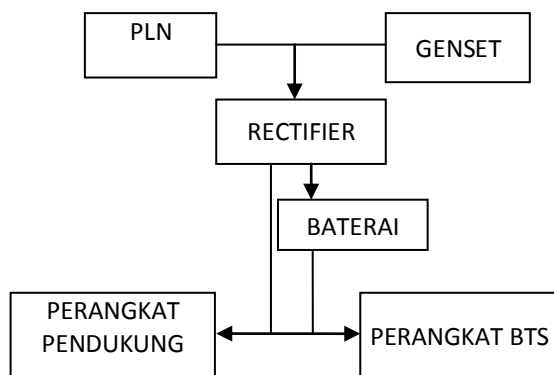 PLN
GENSET
RECTIFIER
BATERAI
PERANGKAT
PENDUKUNG
PERANGKAT BTS